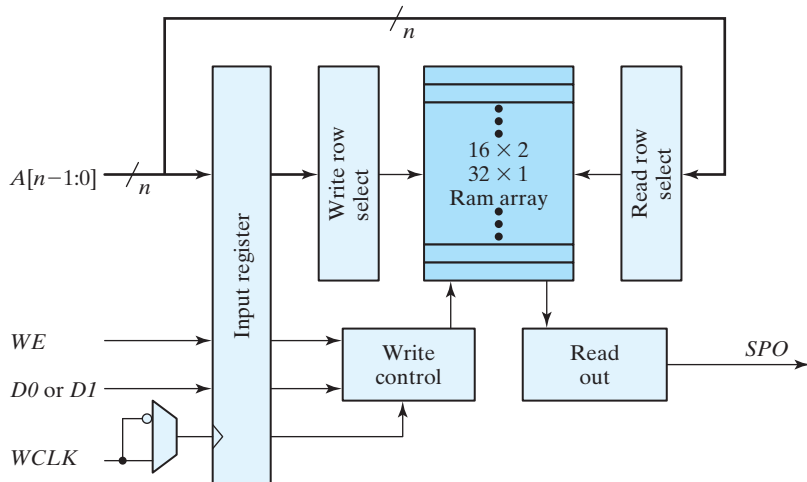 n
A[n−1:0]
n
Input register
Write row
select
16 × 2
32 × 1
Ram array
Read row
select
WE
D0 or D1
WCLK
Write
control
Read
out
SPO